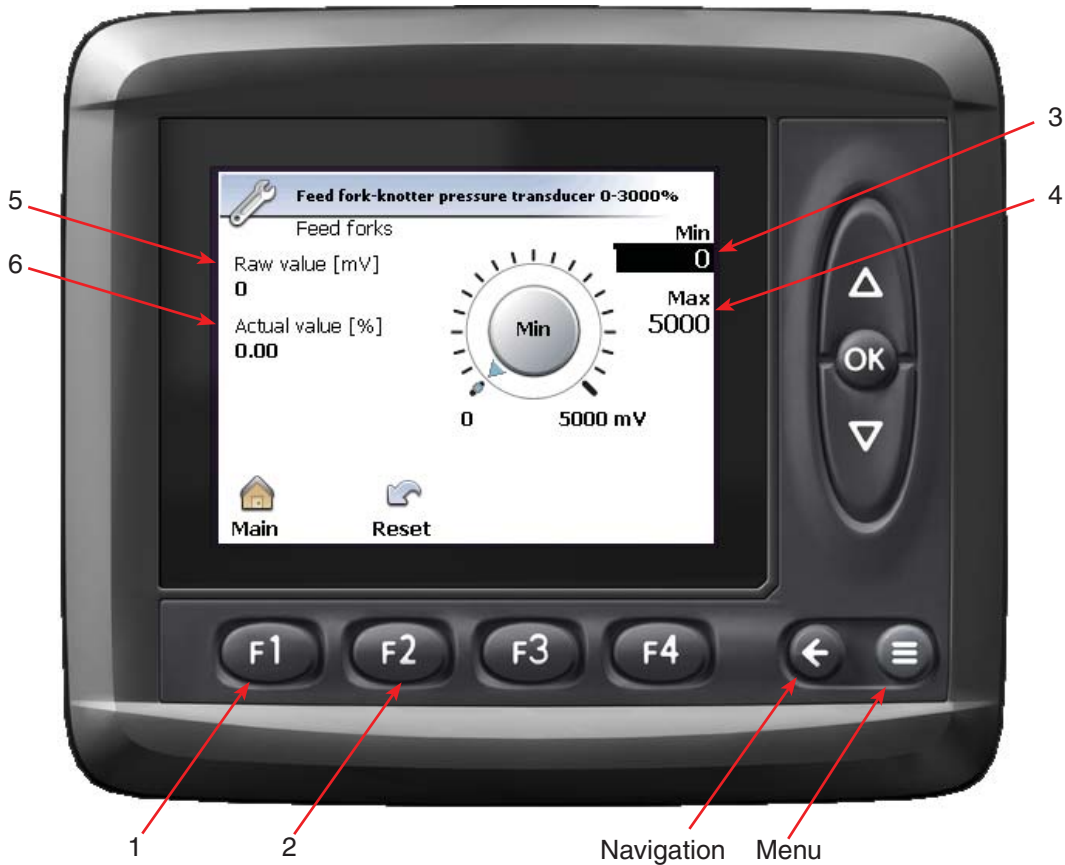 3
Feed fork-knotter pressure transducer 0-3000%
4
5
Feed forks
Min
Raw value [mV]
0
6
0
Max
Actual value [%]
Min
5000
0.00
OK
0
5000 mV
Main
Reset
F1
F2
F3
F4
1
2
Navigation
Menu